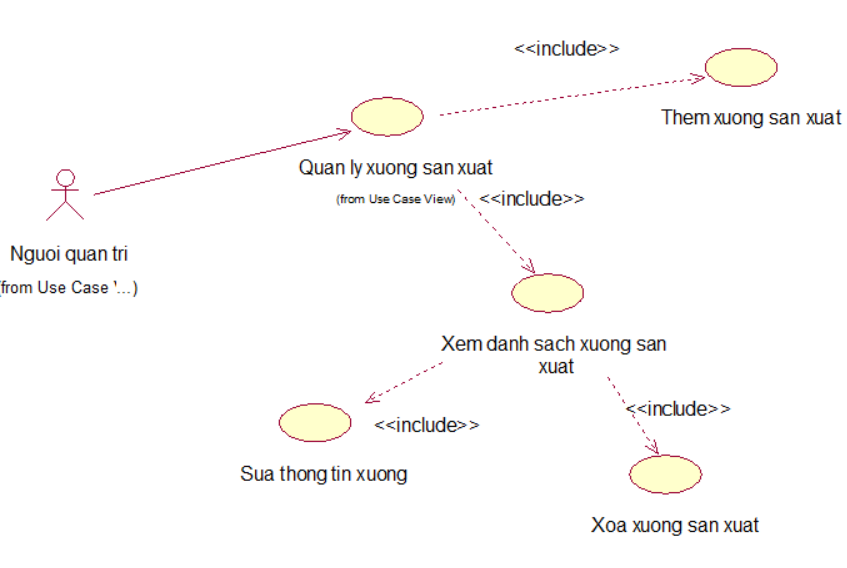 <<include>>
Them xuong san xuat
Quan ly xuong san xuat
(from Use Case View)
<<include>>
Nguoi quan tri
(from Use Case '...)
Xem danh sach xuong san
xuat
<<include>>
<<include>>
Sua thong tin xuong
Xoa xuong san xuat